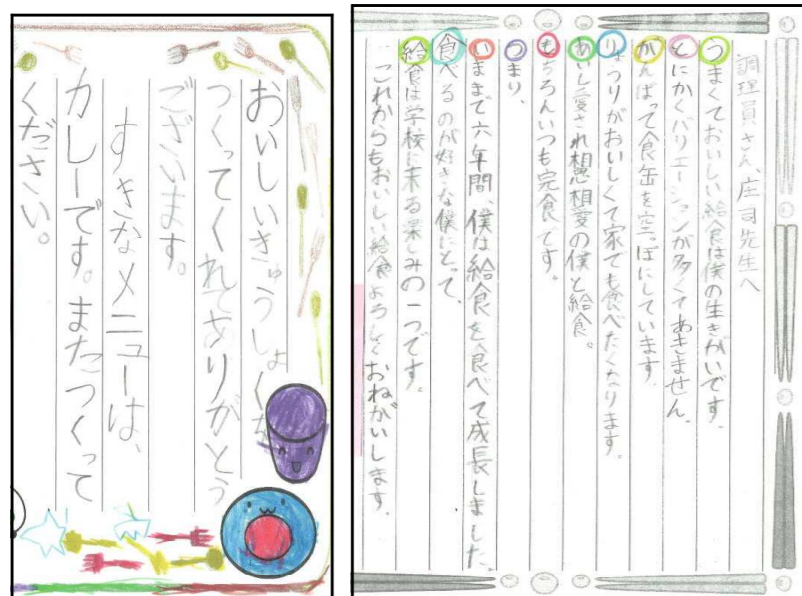 おいしいきゅうしょくを
つくってくれてありがとう
ございます。
すきなメニューは、
カレーです。またつくって
ください。
調理員さん、庄司先生へ
うまくておいしい給食は僕の生きがいです。
とにかくバリエーションが多くてあきません。
がんばって食缶を空っぽにしています。
りょうりがおいしくて家でも食べたくなります。
あいし愛され相思相愛の僕と給食。
もちろんいつも完食です。
つまり、
いままで六年間、僕は給食を食べて成長しました。
食べるのが好きな僕にとって、
給食は学校に来る楽しみの一つです。
これからもおいしい給食よろしくおねがいします。